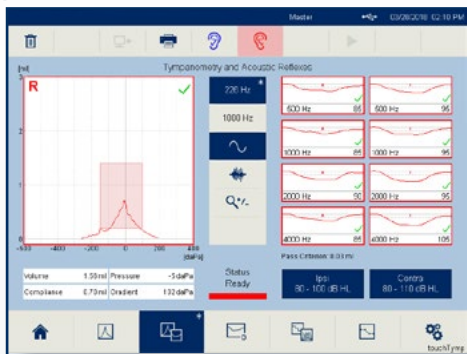 Master 03/28/2018 02:10 PM
Tympanometry and Acoustic Reflexes
[ml]
R
3
2
1
0
-600 -400 -200 0 200 400
[daPa]
226 Hz
1000 Hz
500 Hz 85
500 Hz 95
1000 Hz 85
1000 Hz 95
2000 Hz 90
2000 Hz 95
4000 Hz 85
4000 Hz 105
Pass Criterion: 0.03 ml
Volume 1.50 ml Pressure -5 daPa
Compliance 0.70 ml Gradient 102 daPa
Status
Ready
Ipsi
80 - 100 dB HL
Contra
80 - 110 dB HL
touchTymp